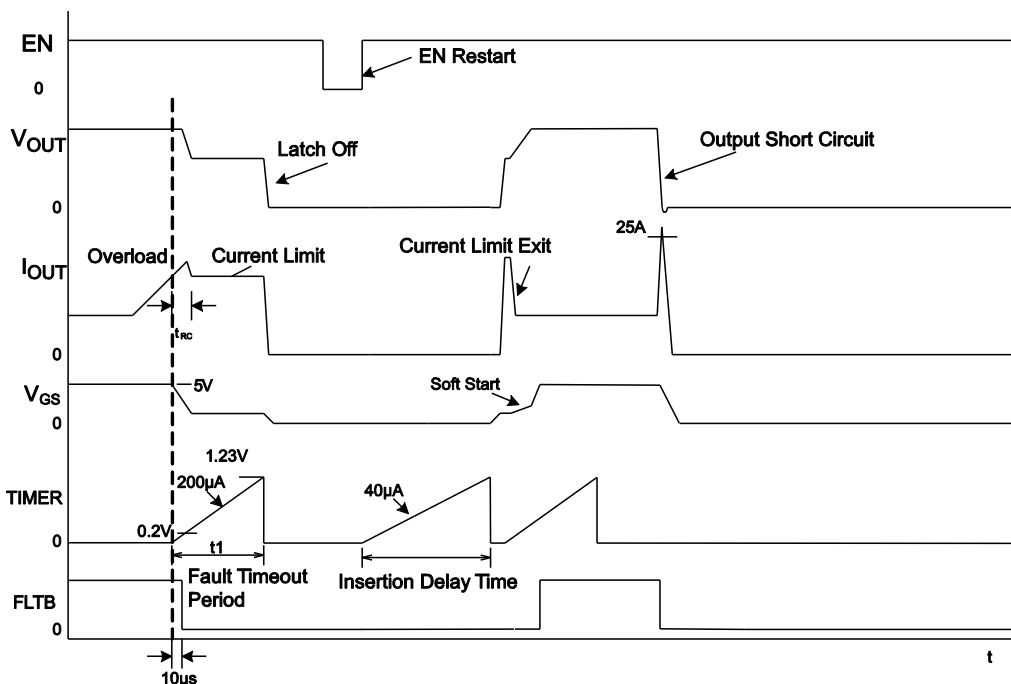 EN
EN Restart
0
VOUT
Latch Off
Output Short Circuit
0
25A
Overload
Current Limit
Current Limit Exit
IOUT
tRC
0
VGS
5V
Soft Start
0
1.23V
200µA
40µA
TIMER
0.2V
0
t1
Fault Timeout
Period
Insertion Delay Time
FLTB
0
t
10µs